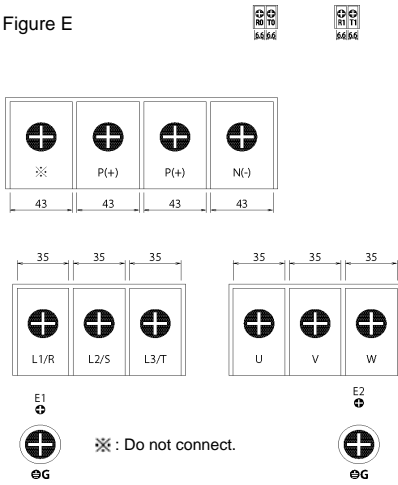 Figure E
R0 T0 R1 T1
6.6 6.6 6.6 6.6
※ P(+) P(+) N(-)
43 43 43 43
35 35 35 35 35 35
L1/R L2/S L3/T U V W
E1 E2
※ : Do not connect.
G G